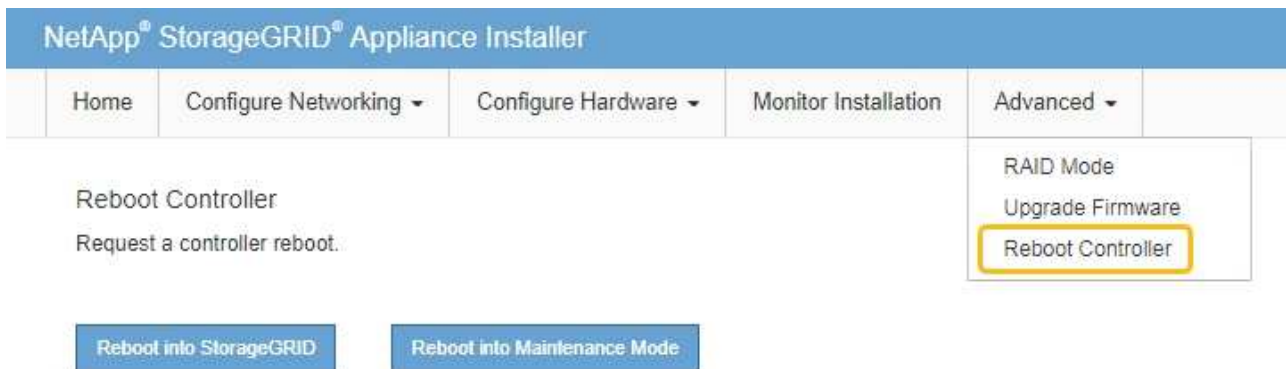 NetApp® StorageGRID® Appliance Installer
Home Configure Networking Configure Hardware Monitor Installation Advanced
RAID Mode
Upgrade Firmware
Reboot Controller
Reboot Controller
Request a controller reboot.
Reboot into StorageGRID Reboot into Maintenance Mode